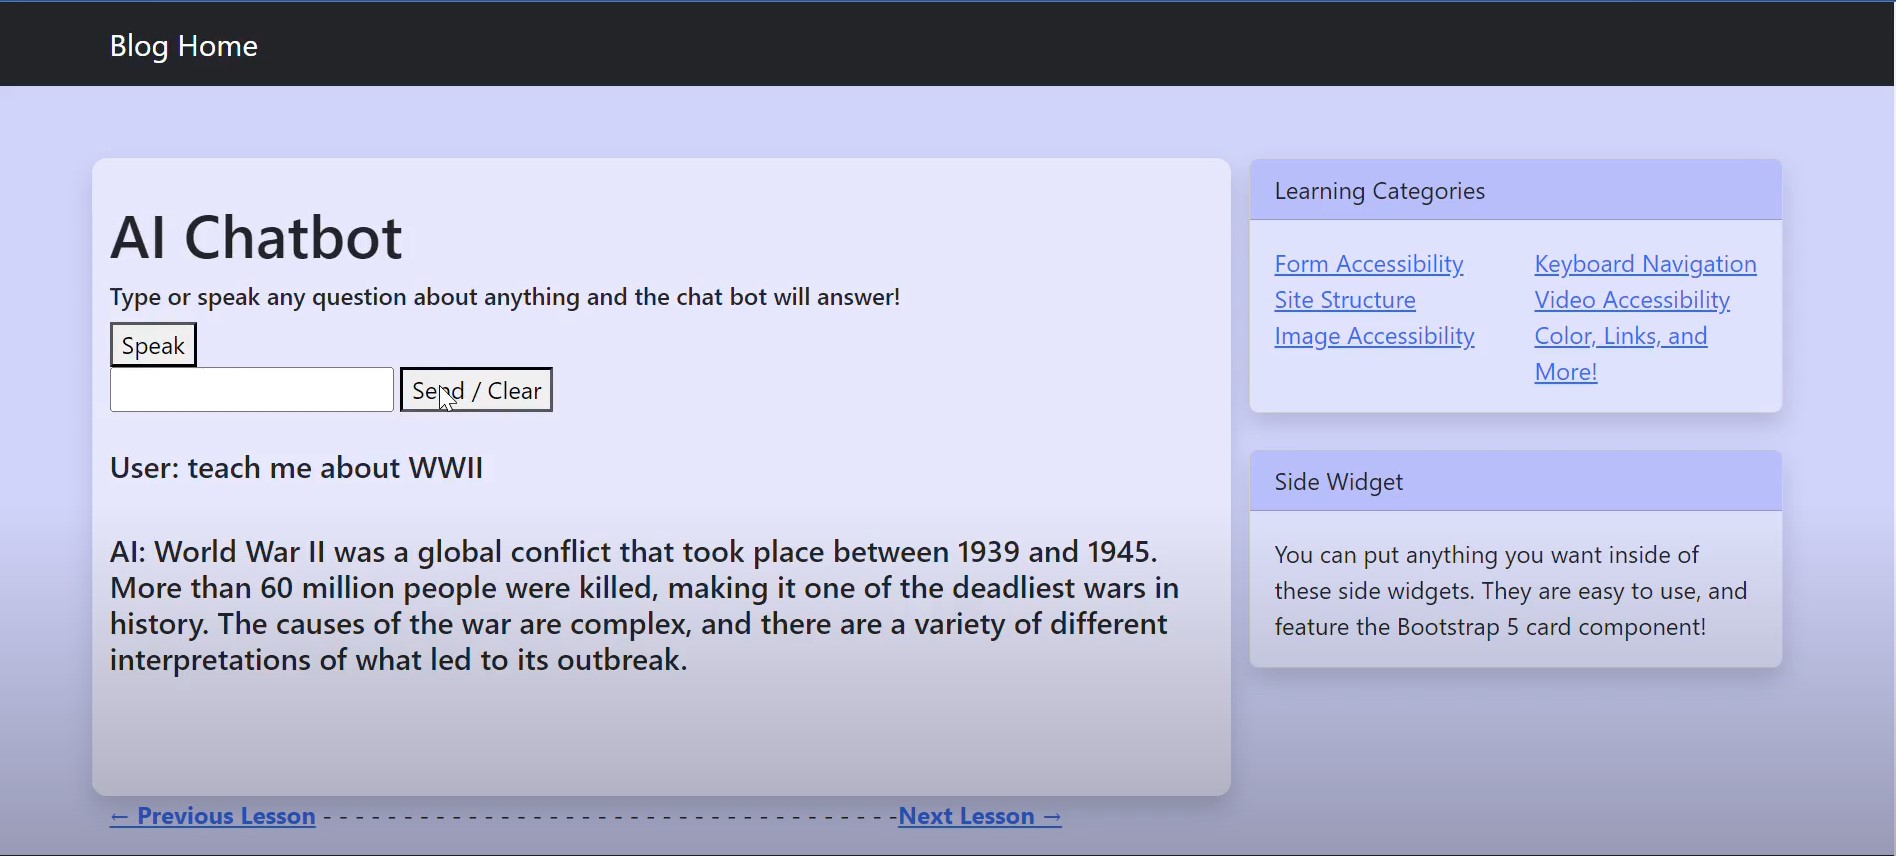 Blog Home
AI Chatbot
Type or speak any question about anything and the chat bot will answer!
Speak
Send / Clear
User: teach me about WWII
AI: World War II was a global conflict that took place between 1939 and 1945.
More than 60 million people were killed, making it one of the deadliest wars in
history. The causes of the war are complex, and there are a variety of different
interpretations of what led to its outbreak.
← Previous Lesson - - - - - - - - - - - - - - - - - - - - - - - - - - - - - - - - - - - -Next Lesson →
Learning Categories
Form Accessibility
Site Structure
Image Accessibility
Keyboard Navigation
Video Accessibility
Color, Links, and
More!
Side Widget
You can put anything you want inside of
these side widgets. They are easy to use, and
feature the Bootstrap 5 card component!